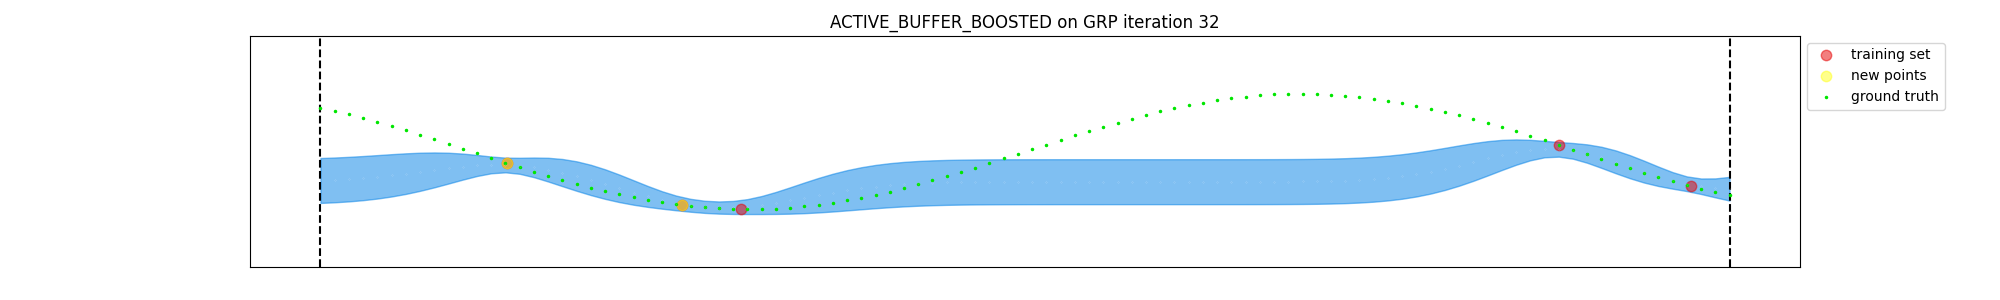 ACTIVE_BUFFER_BOOSTED on GRP iteration 32
training set
new points
ground truth